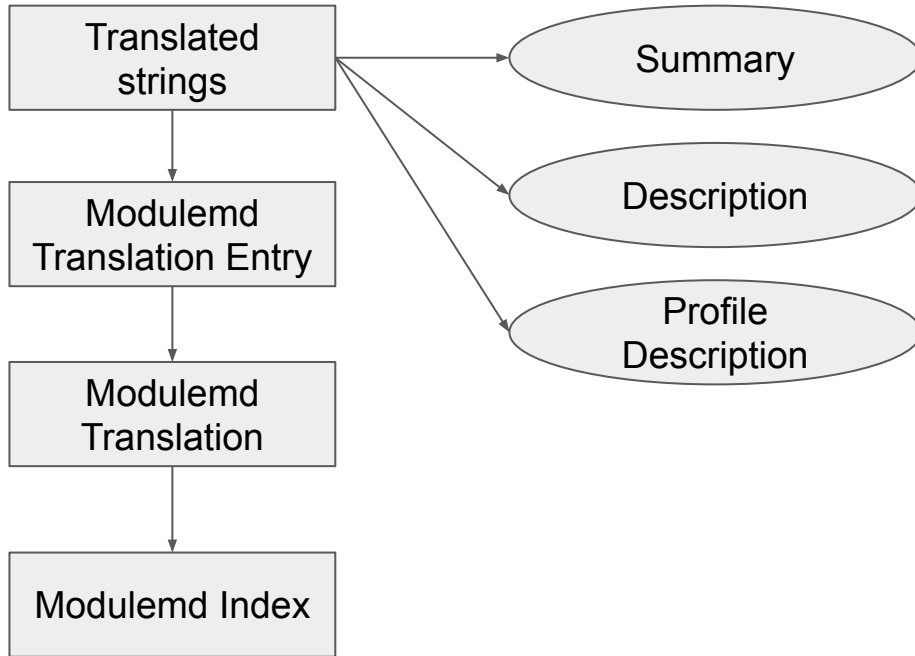 Translated
strings
Summary
Modulemd
Translation Entry
Description
Profile
Description
Modulemd
Translation
Modulemd Index